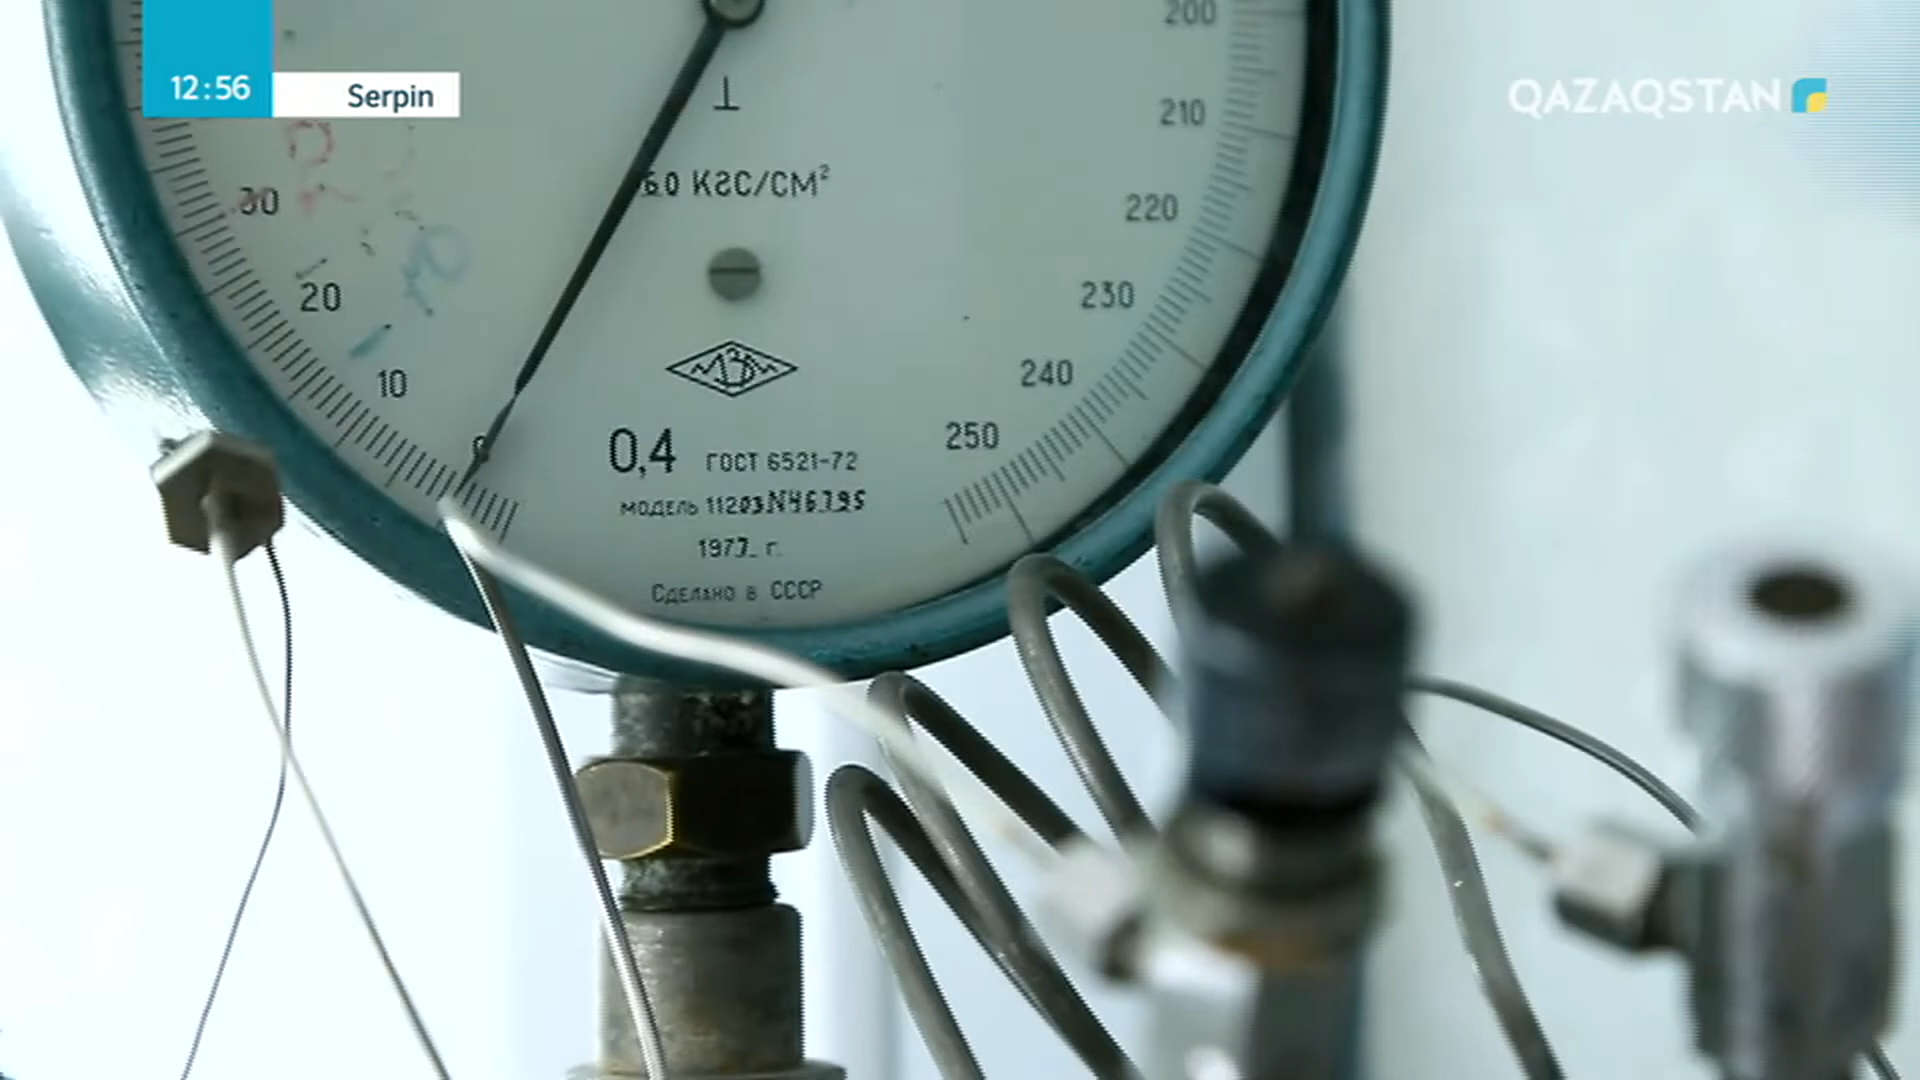 12:56
Serpin
QAZAQSTAN
200
210
220
230
240
250
30
20
10
0
кгс/см²
0,4 ГОСТ 6521-72
МОДЕЛЬ 11203
1977 г.
СДЕЛАНО В СССР